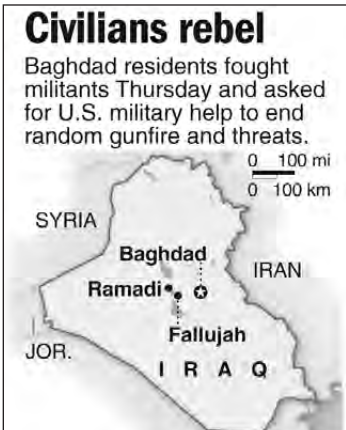 Civilians rebel
Baghdad residents fought
militants Thursday and asked
for U.S. military help to end
random gunfire and threats.
0 100 mi
0 100 km
SYRIA
Baghdad
IRAN
Ramadi
Fallujah
JOR.
I R A Q